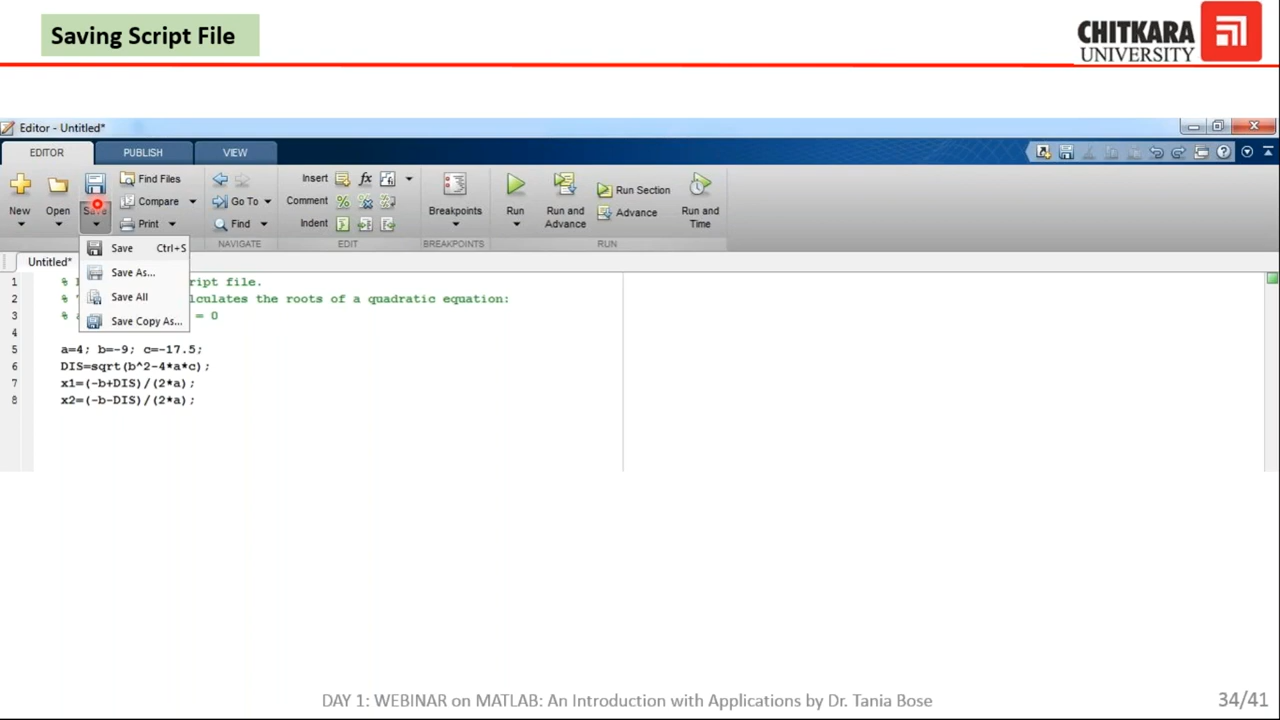 Saving Script File
CHITKARA
UNIVERSITY
Editor - Untitled*
EDITOR PUBLISH VIEW
New Open Save Find Files Compare Print
Go To Find NAVIGATE
Insert Comment Indent EDIT
Breakpoints BREAKPOINTS
Run Run and Advance Run Section Advance Run and Time RUN
Save Ctrl+S
Save As...
Save All
Save Copy As...
Untitled*
1 % ript file.
2 % lculates the roots of a quadratic equation:
3 % = 0
4
5 a=4; b=-9; c=-17.5;
6 DIS=sqrt(b^2-4*a*c);
7 x1=(-b+DIS)/(2*a);
8 x2=(-b-DIS)/(2*a);
DAY 1: WEBINAR on MATLAB: An Introduction with Applications by Dr. Tania Bose
34/41